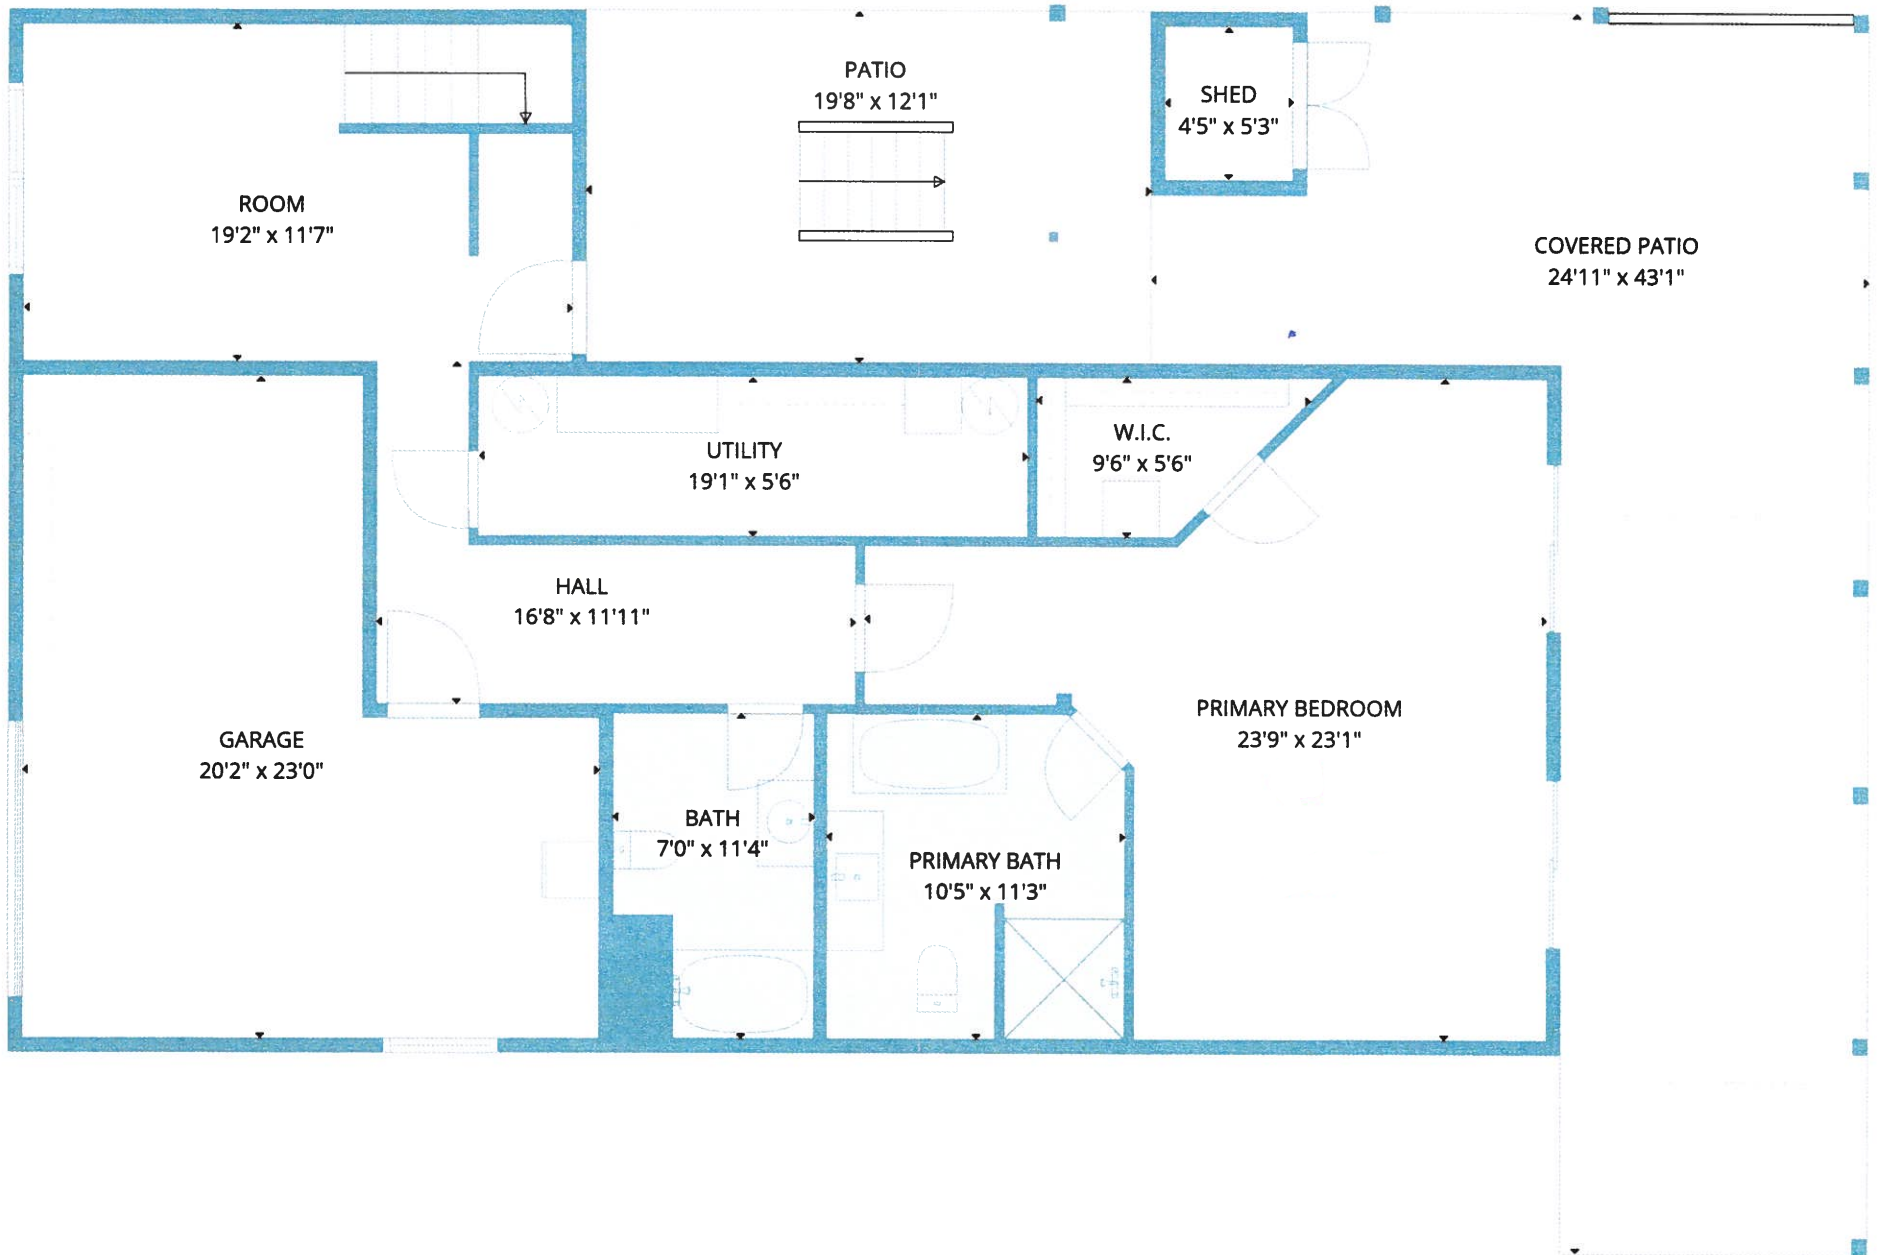 PATIO
19'8" x 12'1"
SHED
4'5" x 5'3"
ROOM
19'2" x 11'7"
COVERED PATIO
24'11" x 43'1"
UTILITY
19'1" x 5'6"
W.I.C.
9'6" x 5'6"
HALL
16'8" x 11'11"
PRIMARY BEDROOM
23'9" x 23'1"
GARAGE
20'2" x 23'0"
BATH
7'0" x 11'4"
PRIMARY BATH
10'5" x 11'3"